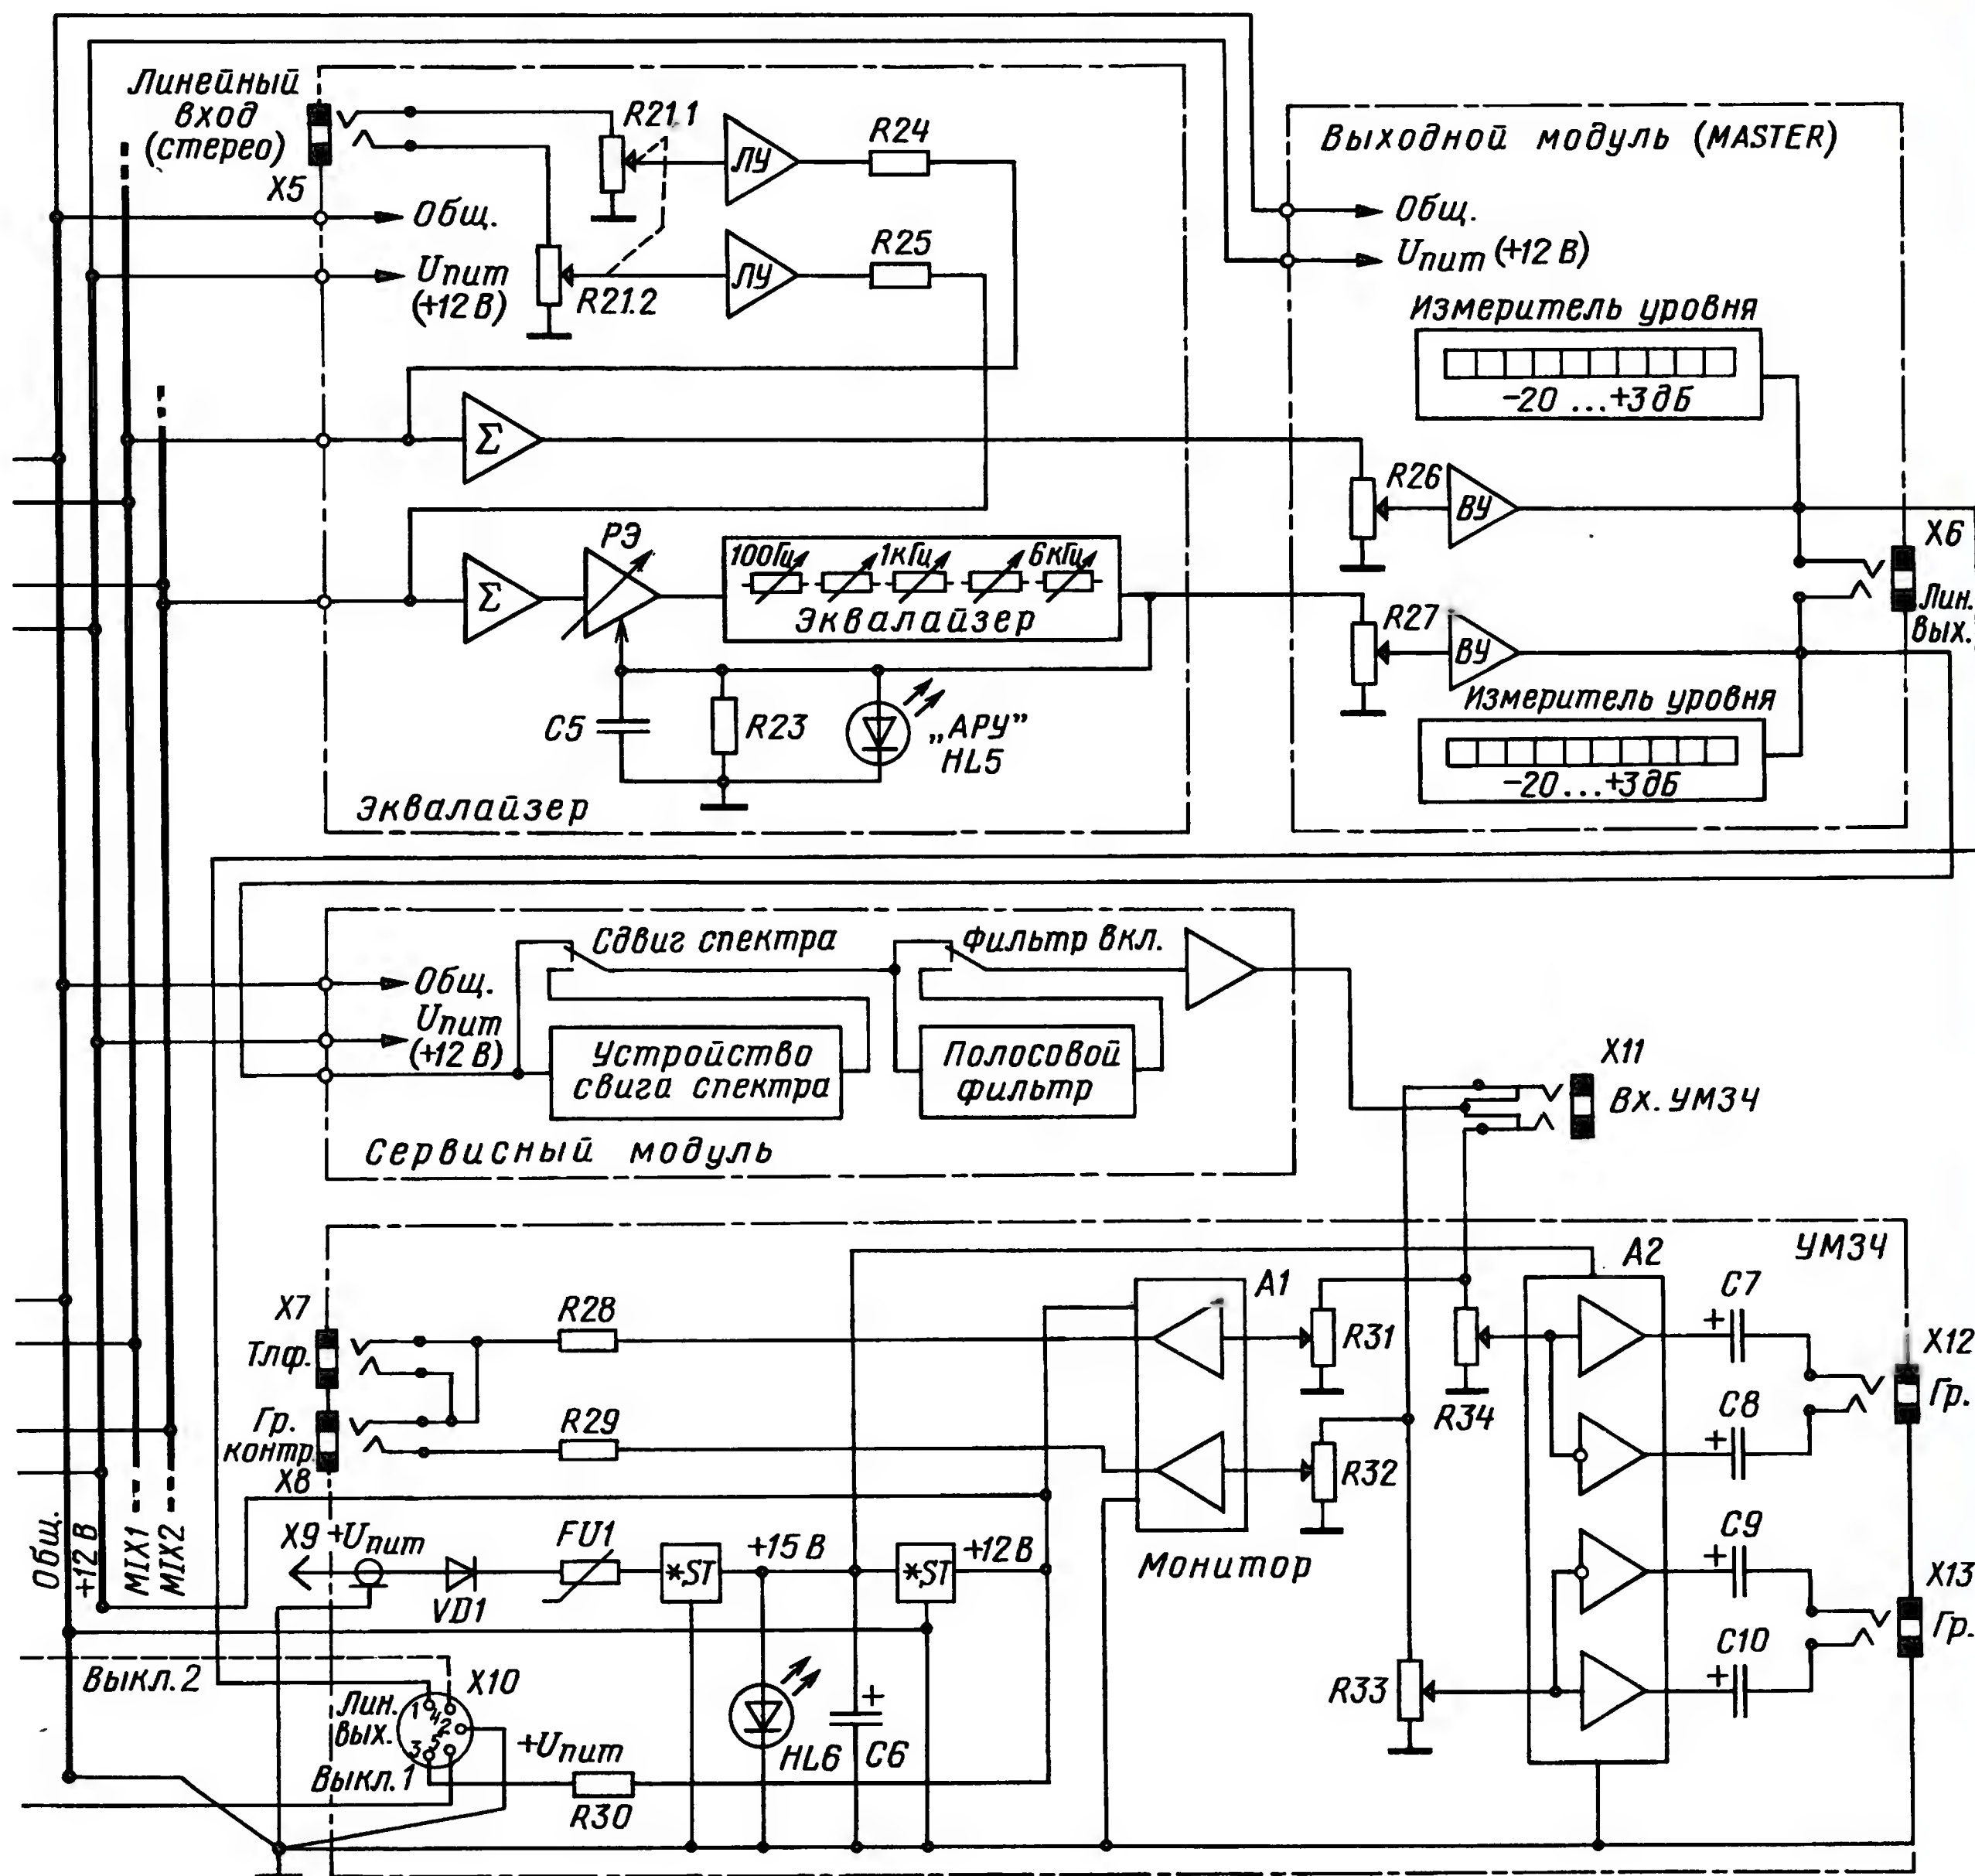 Линейный
вход
(стерео)
X5
Общ.
Uпит
(+12 В)
R21.1
R21.2
ЛУ
R24
ЛУ
R25
Σ
Σ
РЭ
100Гц
1кГц
6кГц
Эквалайзер
C5
R23
„АРУ”
HL5
Эквалайзер
Выходной модуль (MASTER)
Общ.
Uпит (+12 В)
Измеритель уровня
-20 ...+3 дБ
R26
ВУ
X6
Лин.
вых.
R27
ВУ
Измеритель уровня
-20...+3 дБ
Сдвиг спектра
Фильтр вкл.
Общ.
Uпит
(+12 В)
Устройство
свига спектра
Полосовой
фильтр
Сервисный модуль
X11
Вх. УМЗЧ
УМЗЧ
X7
Тлф.
Гр.
контр.
X8
R28
R29
A1
R31
R32
Монитор
R34
R33
A2
C7
C8
C9
C10
X12
Гр.
X13
Гр.
Общ.
+12 В
MIX1
MIX2
X9
+Uпит
VD1
FU1
*ST
+15 В
*ST
+12 В
HL6
C6
Выкл.2
X10
Лин.
вых.
1
4
2
3
5
Выкл.1
+Uпит
R30